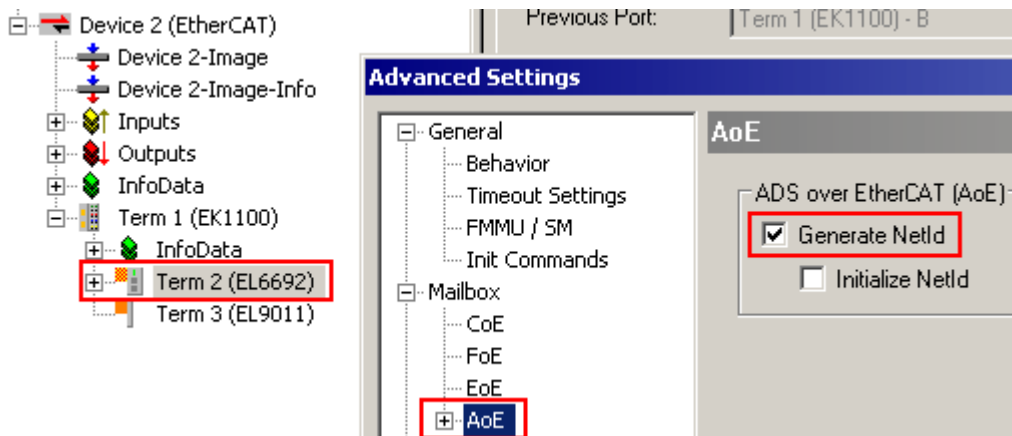 Device 2 (EtherCAT)
Device 2-Image
Device 2-Image-Info
Inputs
Outputs
InfoData
Term 1 (EK1100)
InfoData
Term 2 (EL6692)
Term 3 (EL9011)
Previous Port:
Term 1 (EK1100) - B
Advanced Settings
General
Behavior
Timeout Settings
FMMU / SM
Init Commands
Mailbox
CoE
FoE
EoE
AoE
AoE
ADS over EtherCAT (AoE)
Generate NetId
Initialize NetId